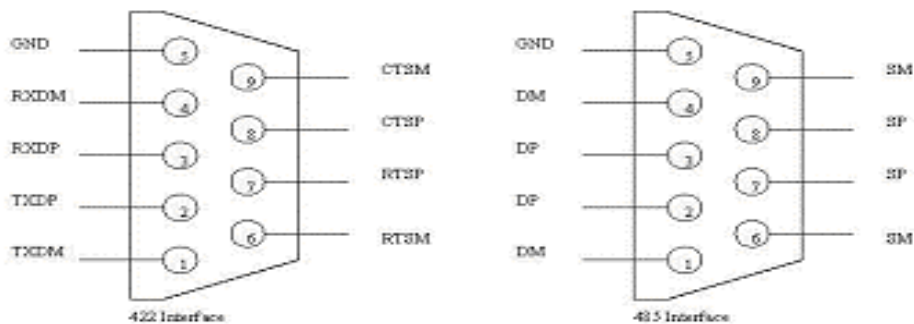 GND
5
CTSM
9
RXDM
4
CTSP
8
RXDP
3
RTSP
7
TXDP
2
RTSM
6
TXDM
1
422 Interface
GND
5
SM
9
DM
4
SP
8
DP
3
SP
7
DP
2
SM
6
DM
1
485 Interface